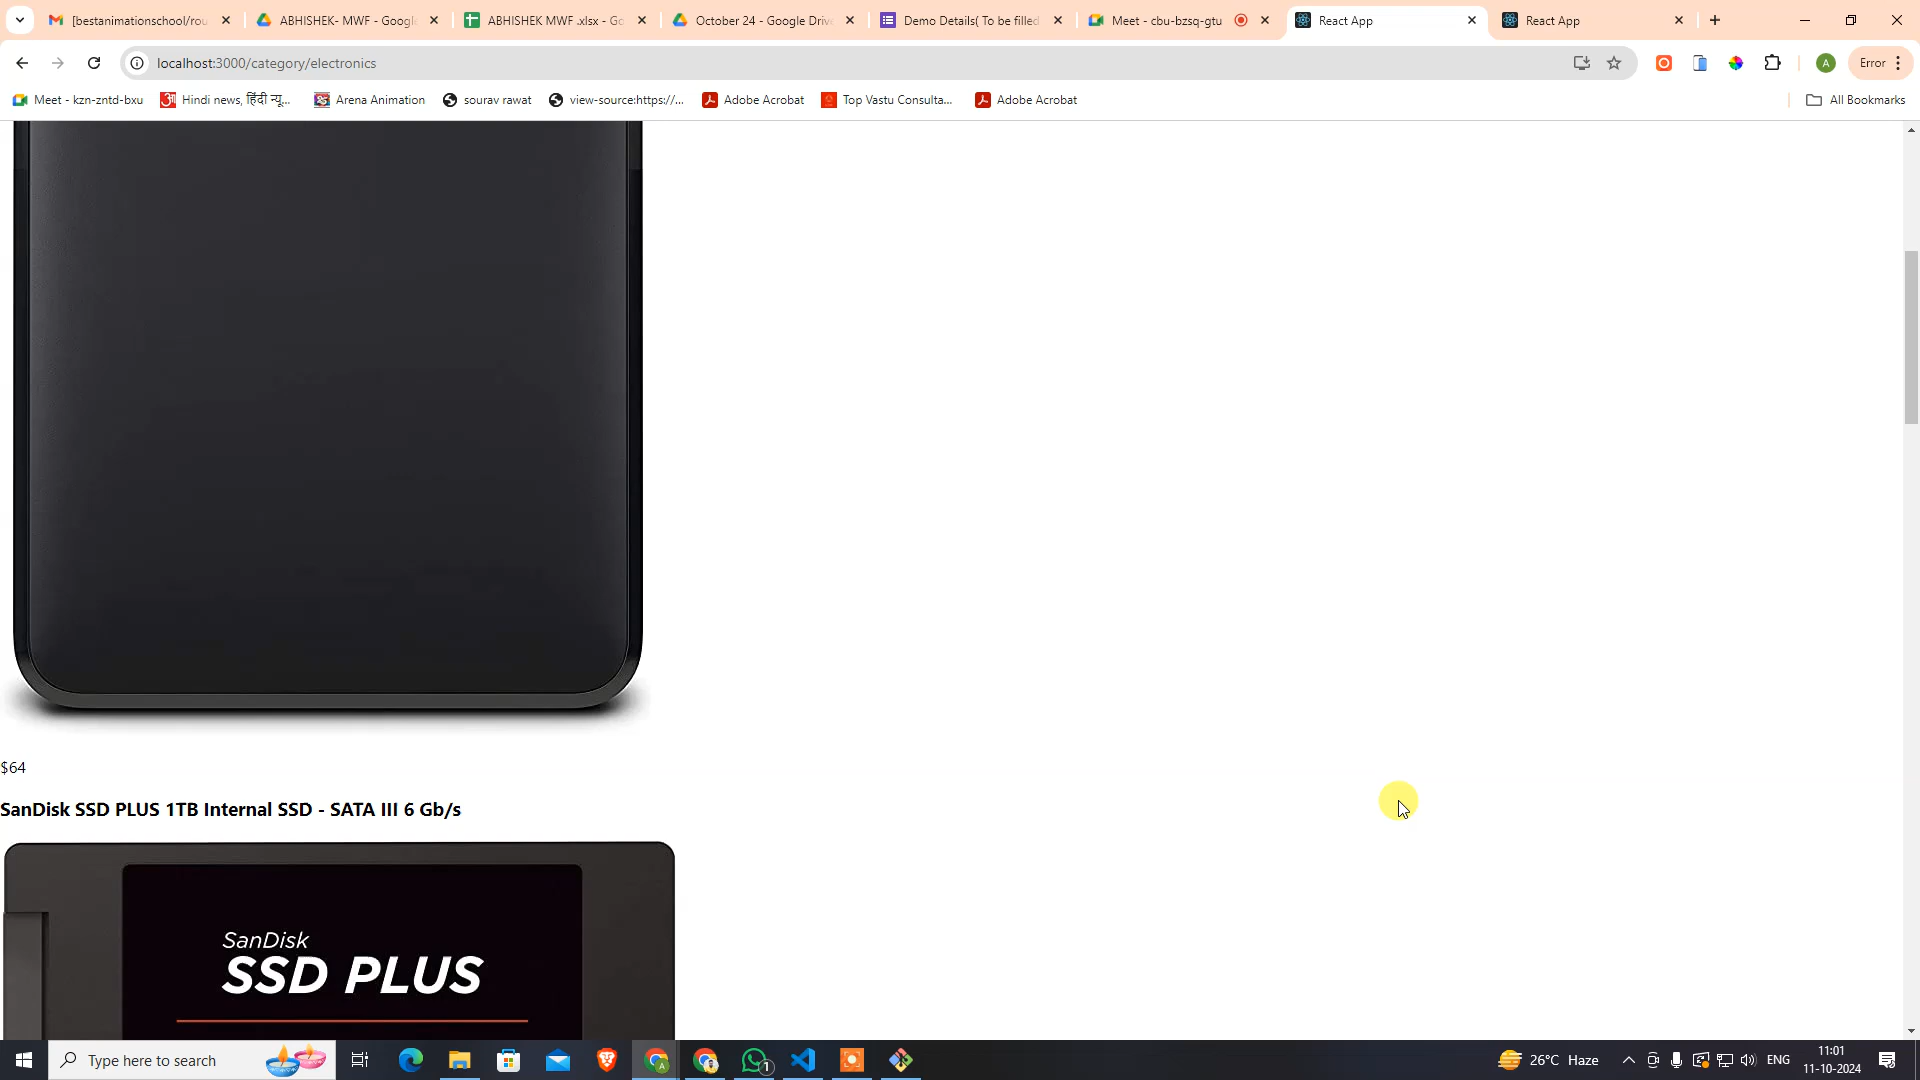 [bestanimationschool/rou
ABHISHEK- MWF - Google
ABHISHEK MWF .xlsx - Go
October 24 - Google Drive
Demo Details( To be filled
Meet - cbu-bzsq-gtu
React App
React App
localhost:3000/category/electronics
A
Error
Meet - kzn-zntd-bxu
Hindi news, हिंदी न्यू...
Arena Animation
sourav rawat
view-source:https://...
Adobe Acrobat
Top Vastu Consulta...
Adobe Acrobat
All Bookmarks
$64
SanDisk SSD PLUS 1TB Internal SSD - SATA III 6 Gb/s
SanDisk
SSD PLUS
Type here to search
1
26°C Haze
ENG
11:01
11-10-2024